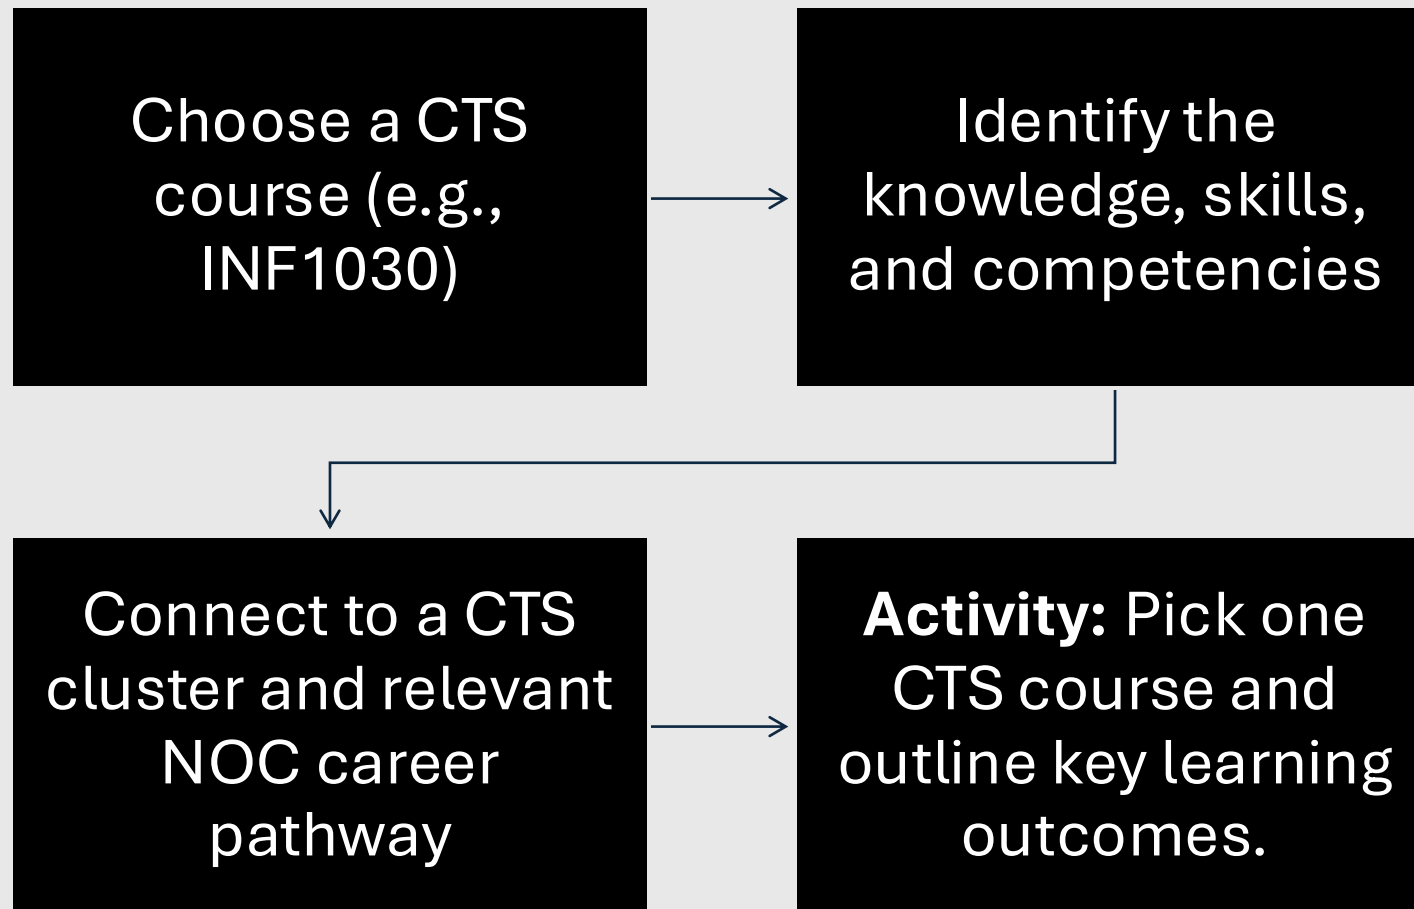 Choose a CTS
course (e.g.,
INF1030)
Identify the
knowledge, skills,
and competencies
Connect to a CTS
cluster and relevant
NOC career
pathway
Activity: Pick one
CTS course and
outline key learning
outcomes.